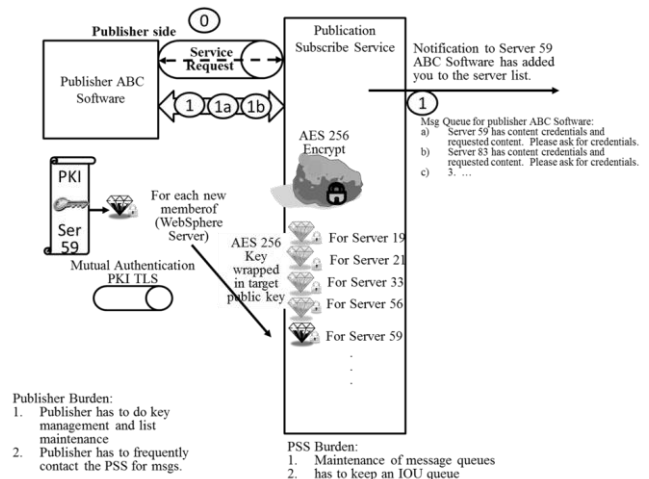 Publisher side
0
Service
Request
Publisher ABC
Software
1
1a
1b
Publication
Subscribe Service
Notification to Server 59
ABC Software has added
you to the server list.
1
Msg Queue for publisher ABC Software:
a) Server 59 has content credentials and
requested content. Please ask for credentials.
b) Server 83 has content credentials and
requested content. Please ask for credentials.
c) 3. …
AES 256
Encrypt
PKI
Ser
59
For each new
memberof
(WebSphere
Server)
AES 256
Key
wrapped
in target
public key
For Server 19
For Server 21
For Server 33
For Server 56
For Server 59
.
.
.
Mutual Authentication
PKI TLS
Publisher Burden:
1. Publisher has to do key
management and list
maintenance
2. Publisher has to frequently
contact the PSS for msgs.
PSS Burden:
1. Maintenance of message queues
2. has to keep an IOU queue